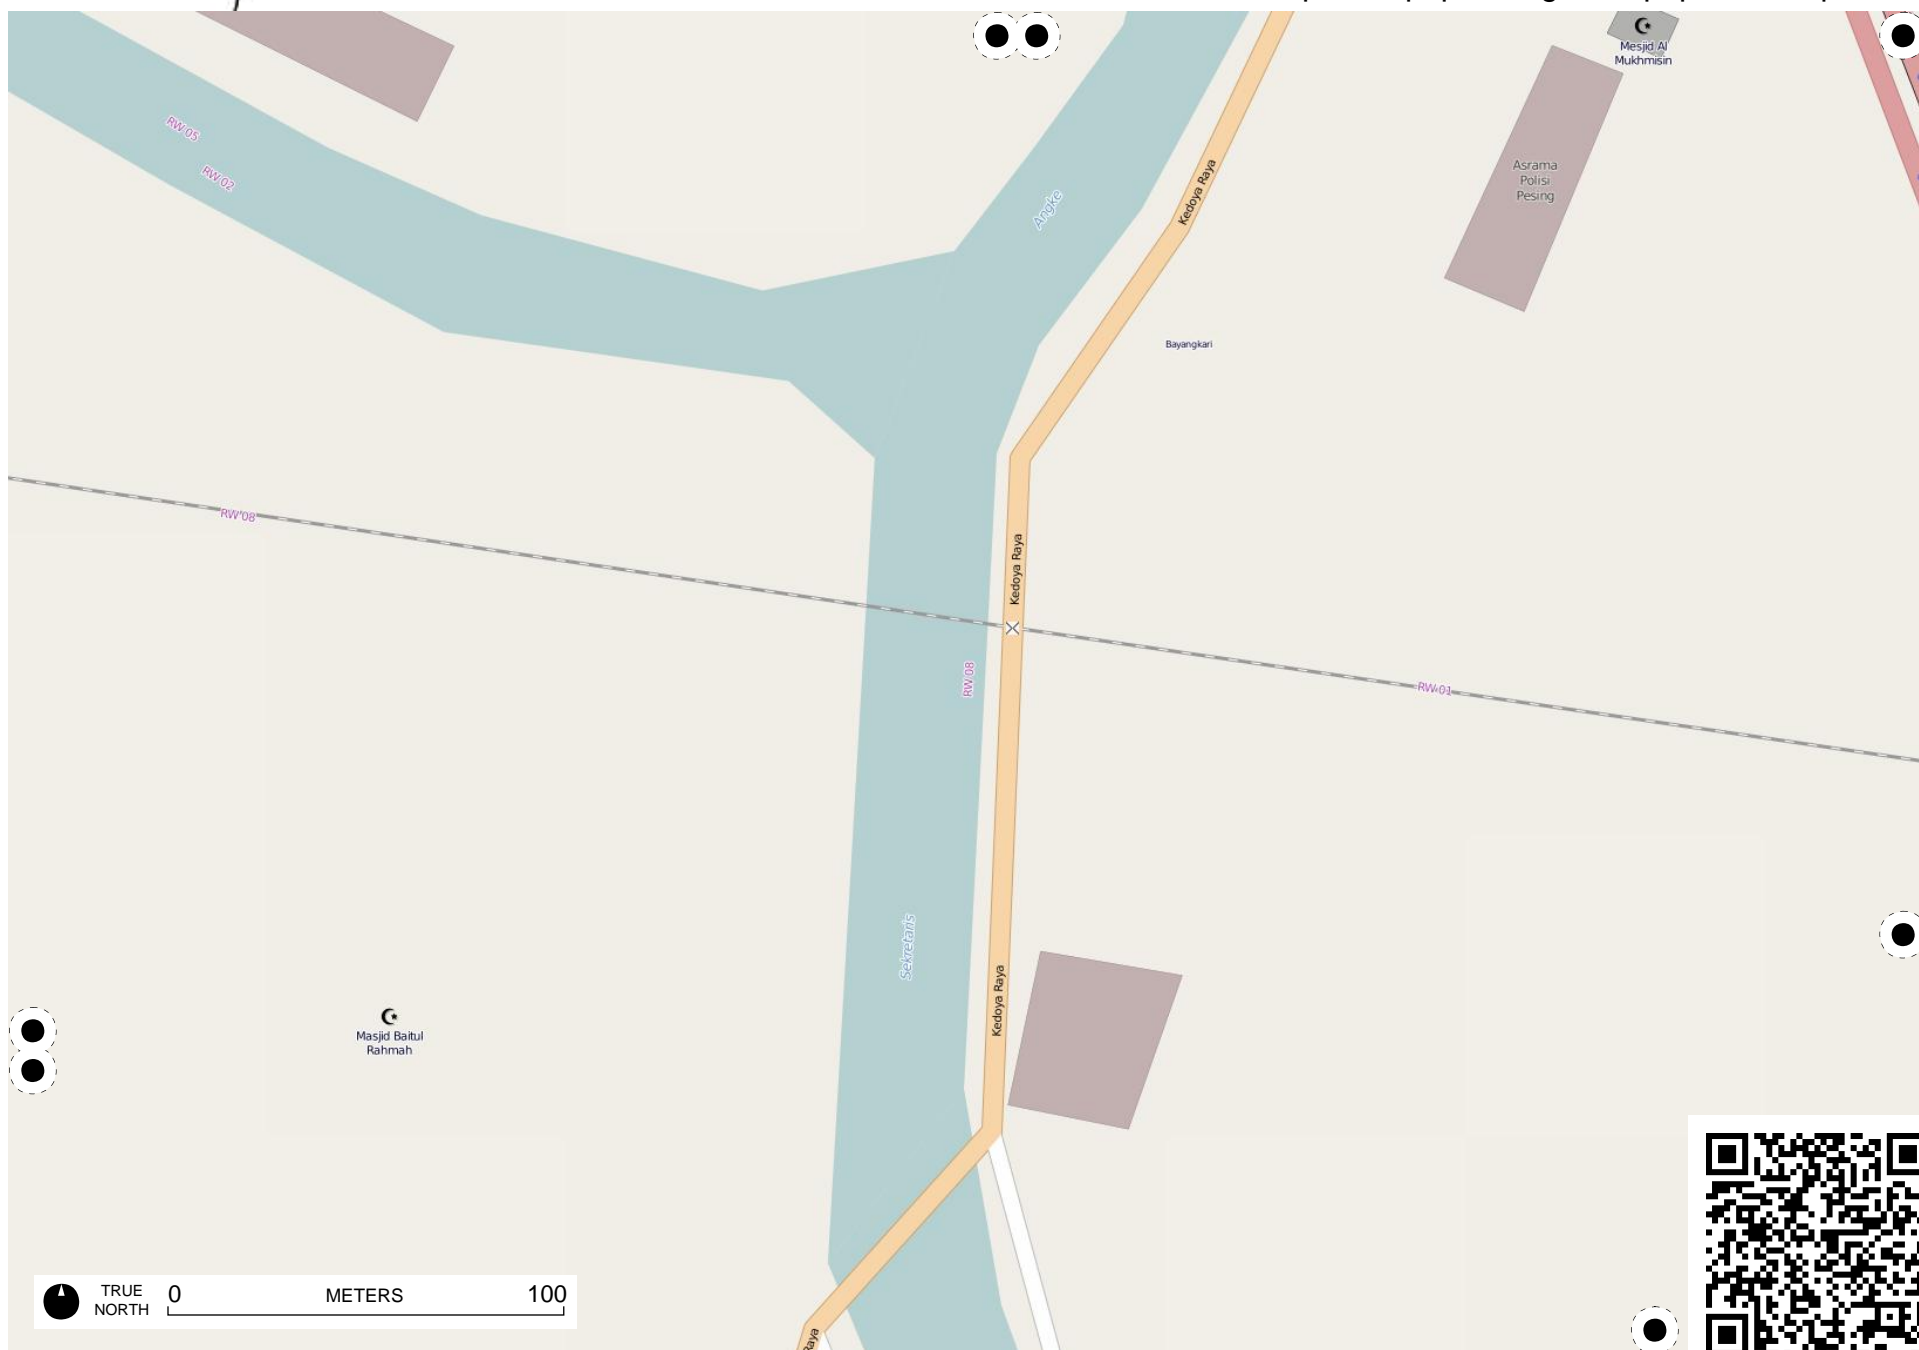 Mesjid Al
Mukhmisin
RW 05
RW 02
Asrama
Polisi
Pesing
Kedoya Raya
Angke
Bayangkari
RW 08
Kedoya Raya
RW 08
RW 01
Sekretaris
Kedoya Raya
Masjid Baitul
Rahmah
TRUE
NORTH
0
METERS
100
Raya